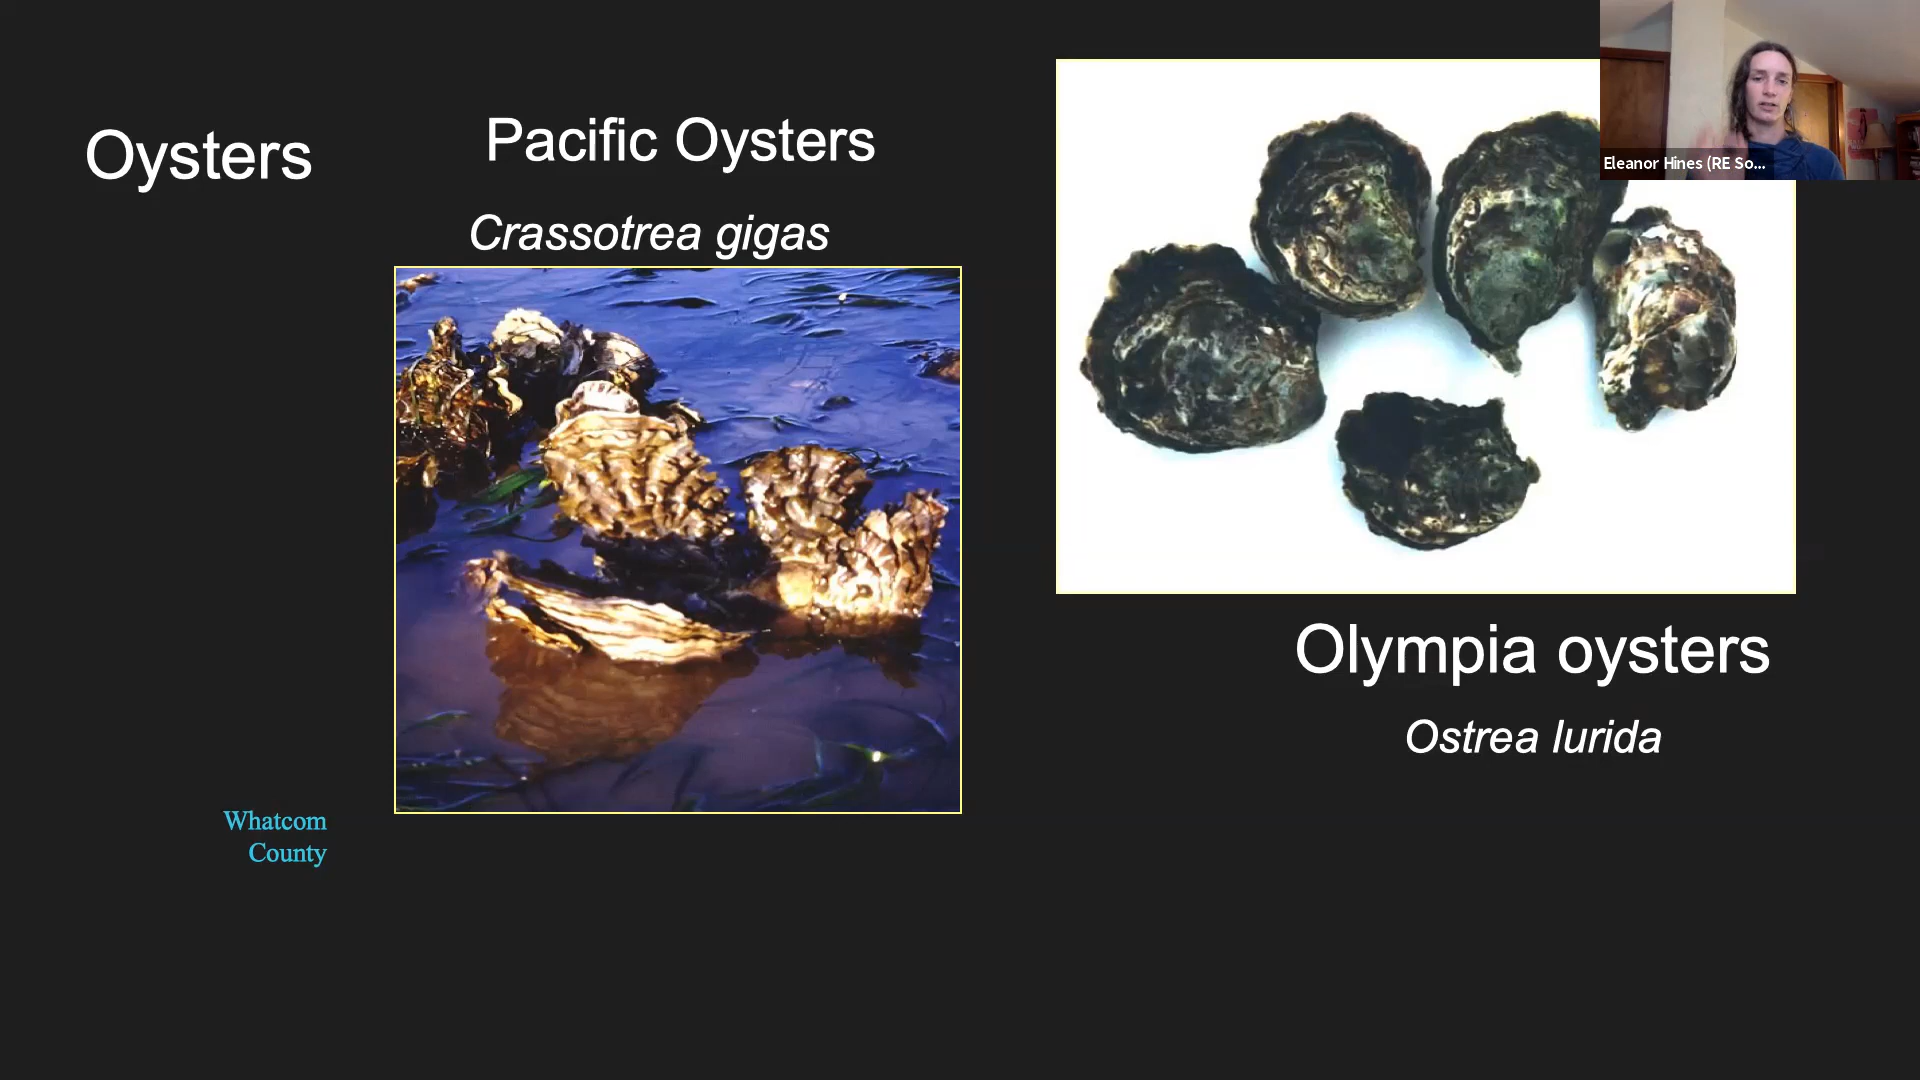 Oysters
Pacific Oysters
Crassotrea gigas
Eleanor Hines (RE So...
Olympia oysters
Ostrea lurida
Whatcom
County